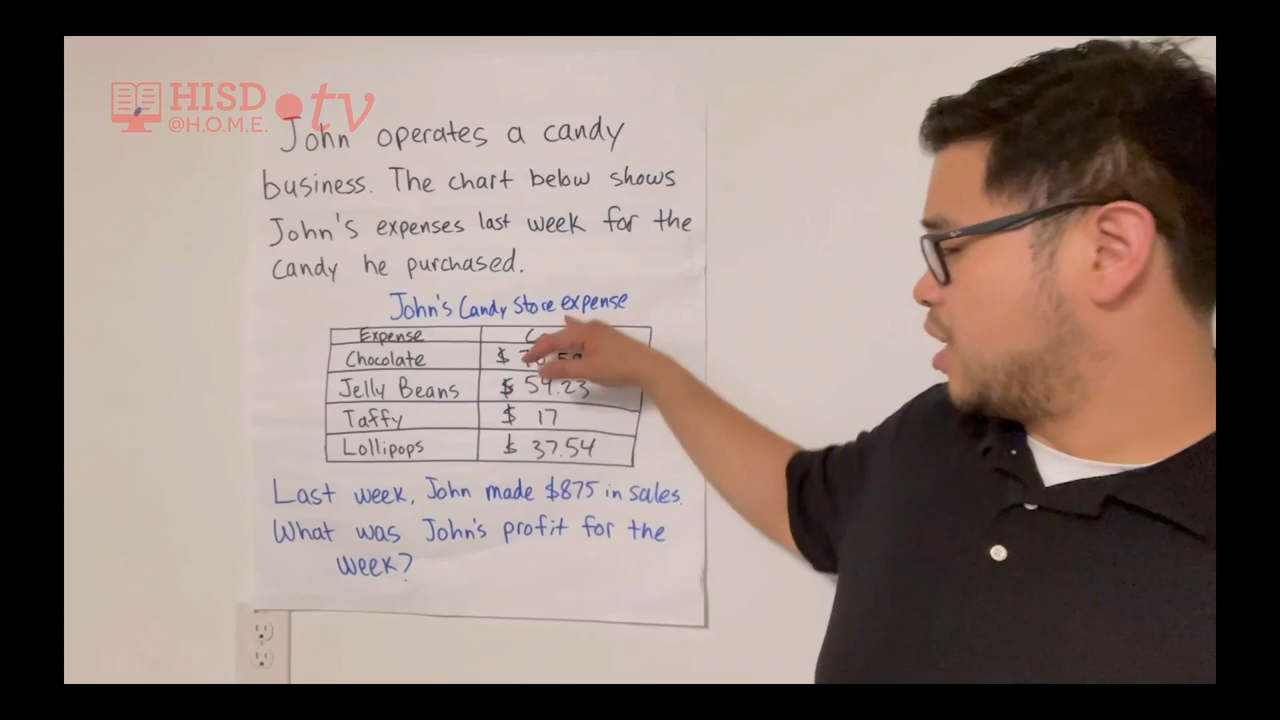 HISD
@H.O.M.E.
tv
John operates a candy
business. The chart below shows
John's expenses last week for the
candy he purchased.
John's Candy Store expense
Expense
Chocolate $
Jelly Beans $ 54.23
Taffy $ 17
Lollipops $ 37.54
Last week, John made $875 in sales.
What was John's profit for the
week?